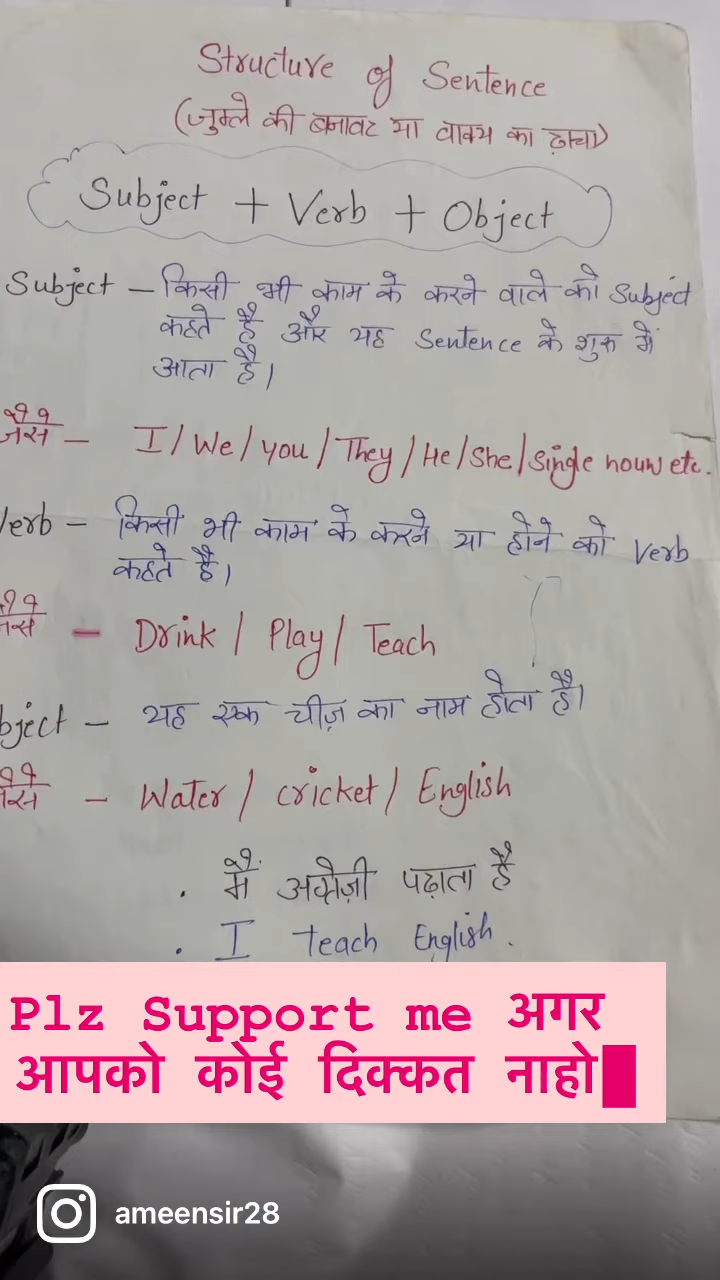 Structure of Sentence
(जुम्ले की बनावट या वाक्य का ढ़ाचा)
Subject + Verb + Object
Subject – किसी भी काम के करने वाले को Subject
कहते है और यह Sentence के शुरू में
आता है।
जैसे – I / We / you / They / He / She / Single noun etc.
Verb – किसी भी काम के करने या होने को Verb
कहते है।
जैसे – Drink / Play / Teach
bject – यह एक चीज़ का नाम होता है।
जैसे – Water / cricket / English
. मैं अंग्रेज़ी पढ़ाता है
. I teach English.
Plz Support me अगर
आपको कोई दिक्कत नाहो
ameensir28